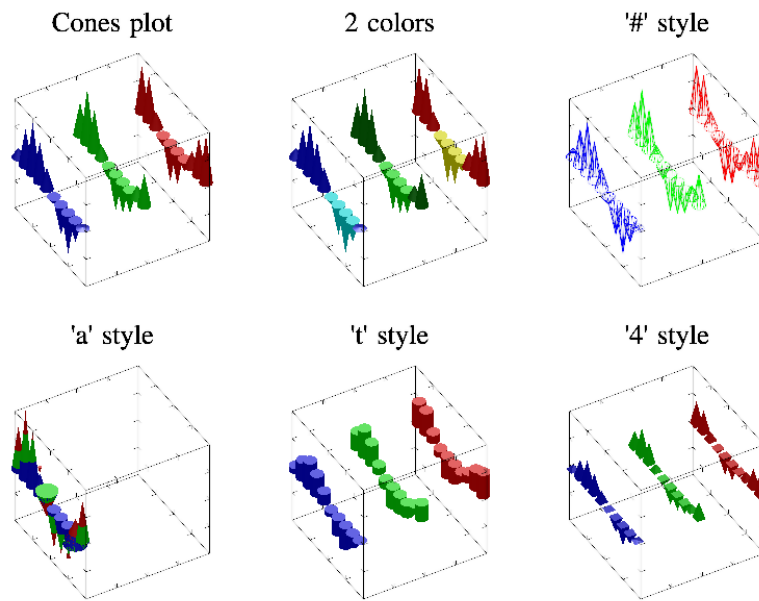 Cones plot
2 colors
'#' style
'a' style
't' style
'4' style